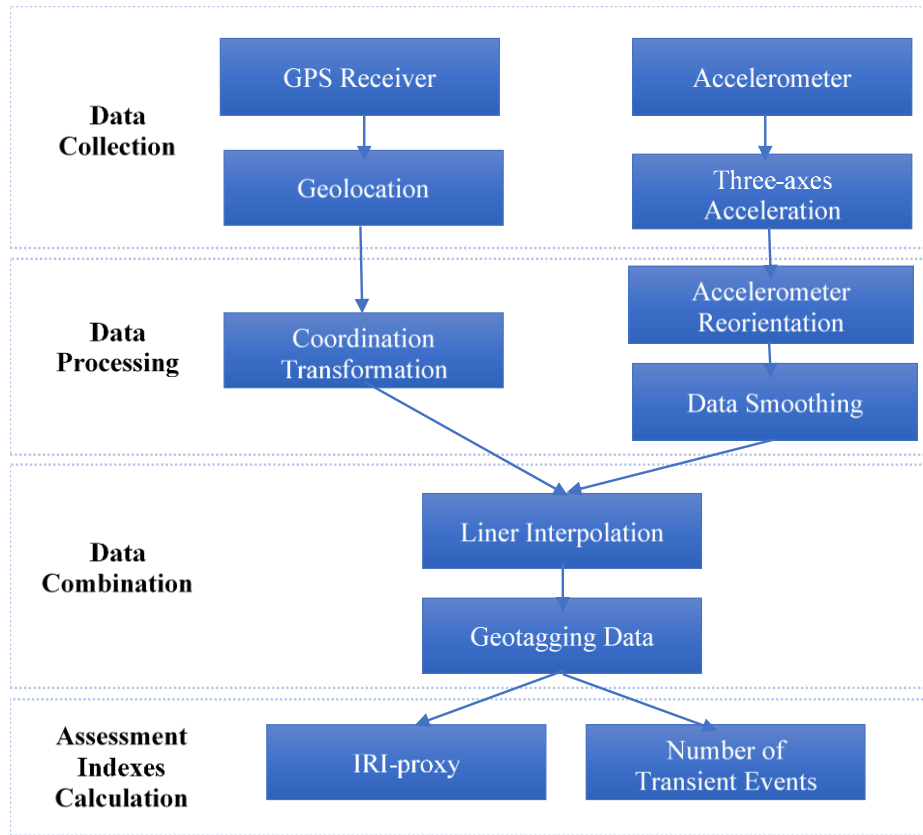 Data
Collection
GPS Receiver
Accelerometer
Geolocation
Three-axes
Acceleration
Data
Processing
Coordination
Transformation
Accelerometer
Reorientation
Data Smoothing
Data
Combination
Liner Interpolation
Geotagging Data
Assessment
Indexes
Calculation
IRI-proxy
Number of
Transient Events